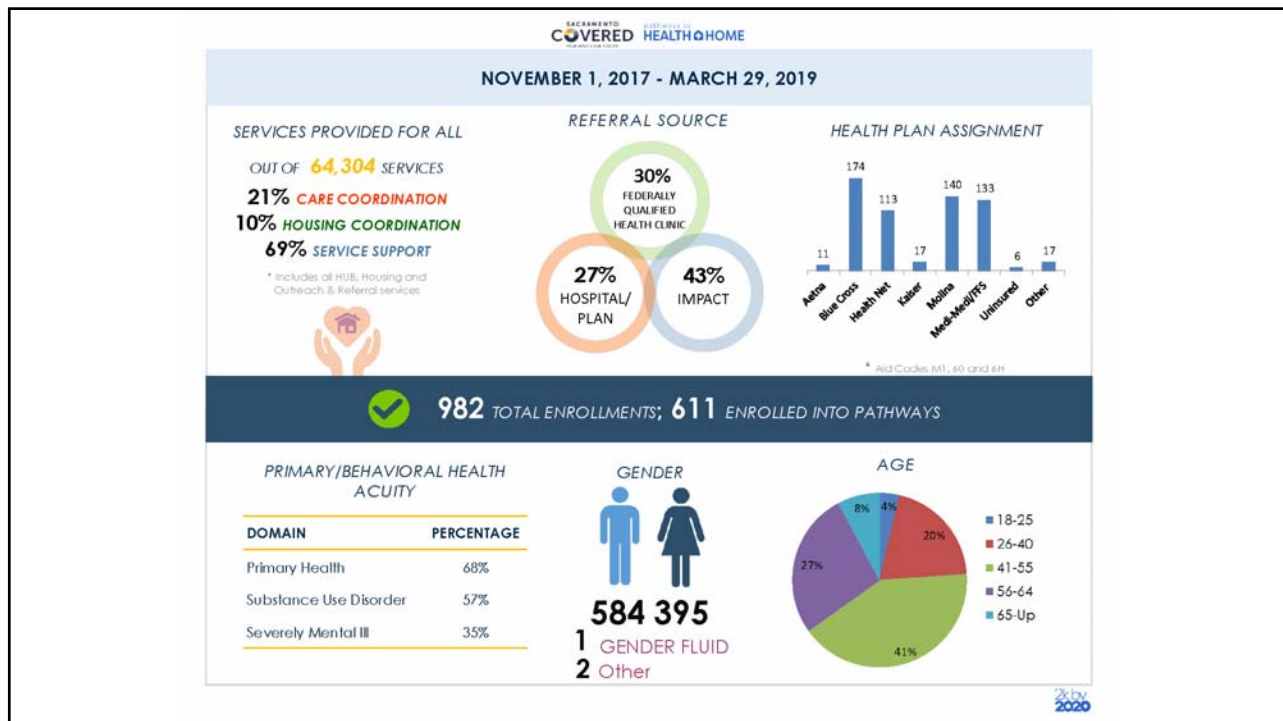 SACRAMENTO
COVERED
pathways to
HEALTH HOME
NOVEMBER 1, 2017 - MARCH 29, 2019
SERVICES PROVIDED FOR ALL
OUT OF 64,304 SERVICES
21% CARE COORDINATION
10% HOUSING COORDINATION
69% SERVICE SUPPORT
* Includes all HUB, Housing and
Outreach & Referral services
REFERRAL SOURCE
30%
FEDERALLY
QUALIFIED
HEALTH CLINIC
27%
HOSPITAL/
PLAN
43%
IMPACT
HEALTH PLAN ASSIGNMENT
11
174
113
17
140
133
6
17
Aetna
Blue Cross
Health Net
Kaiser
Molina
Medi-Medi/FFS
Uninsured
Other
* Aid Codes M1, 60 and 6H
982 TOTAL ENROLLMENTS; 611 ENROLLED INTO PATHWAYS
PRIMARY/BEHAVIORAL HEALTH
ACUITY
DOMAIN PERCENTAGE
Primary Health 68%
Substance Use Disorder 57%
Severely Mental Ill 35%
GENDER
584 395
1 GENDER FLUID
2 Other
AGE
8%
4%
20%
27%
41%
18-25
26-40
41-55
56-64
65-Up
2k by
2020